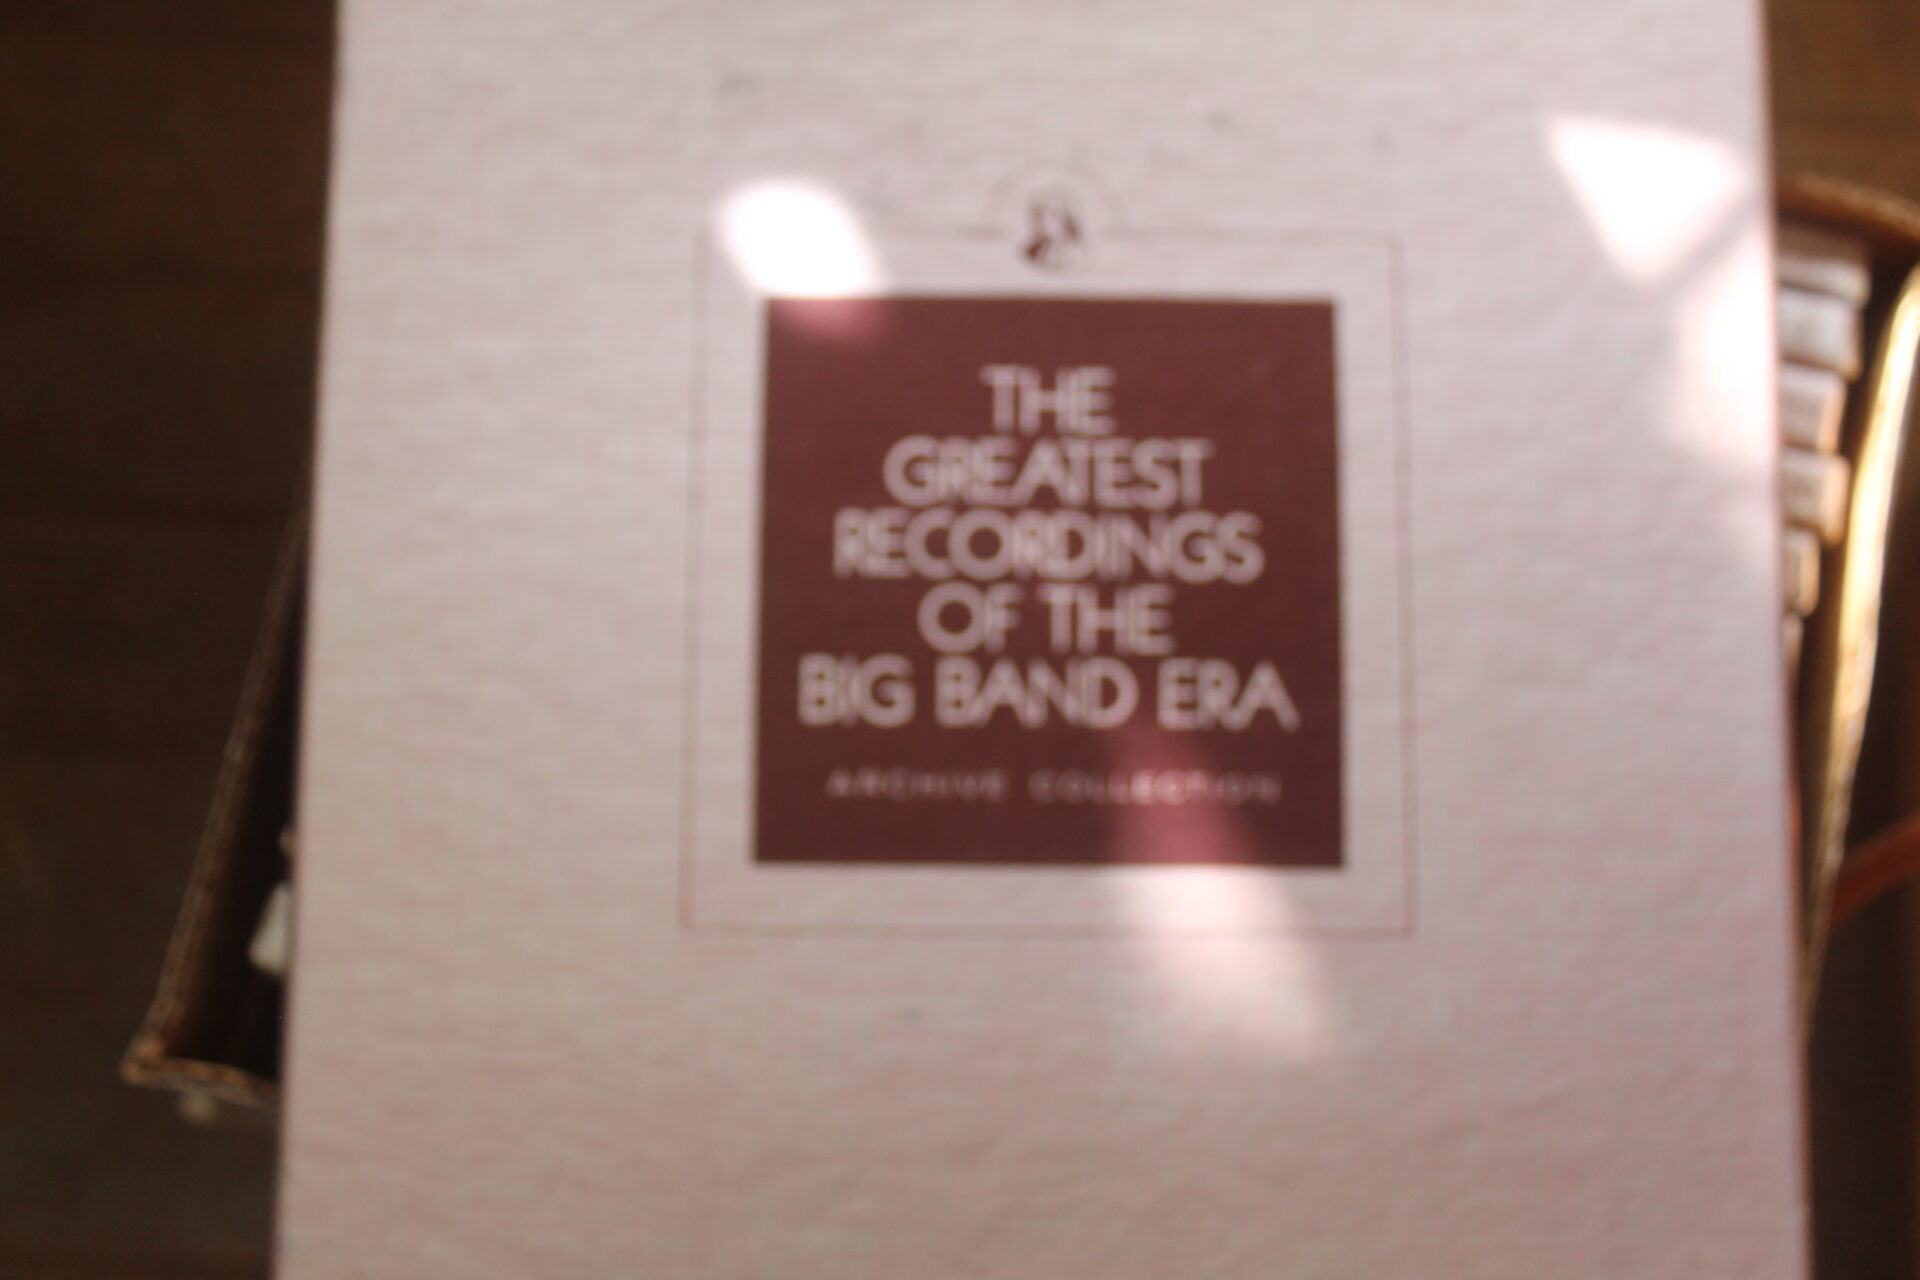 THE
GREATEST
RECORDINGS
OF THE
BIG BAND ERA
ARCHIVE COLLECTION